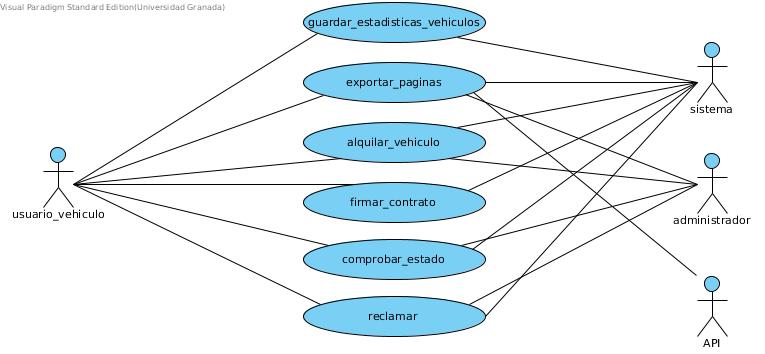 Visual Paradigm Standard Edition(Universidad Granada)
guardar_estadisticas_vehiculos
exportar_paginas
sistema
alquilar_vehiculo
usuario_vehiculo
firmar_contrato
administrador
comprobar_estado
reclamar
API